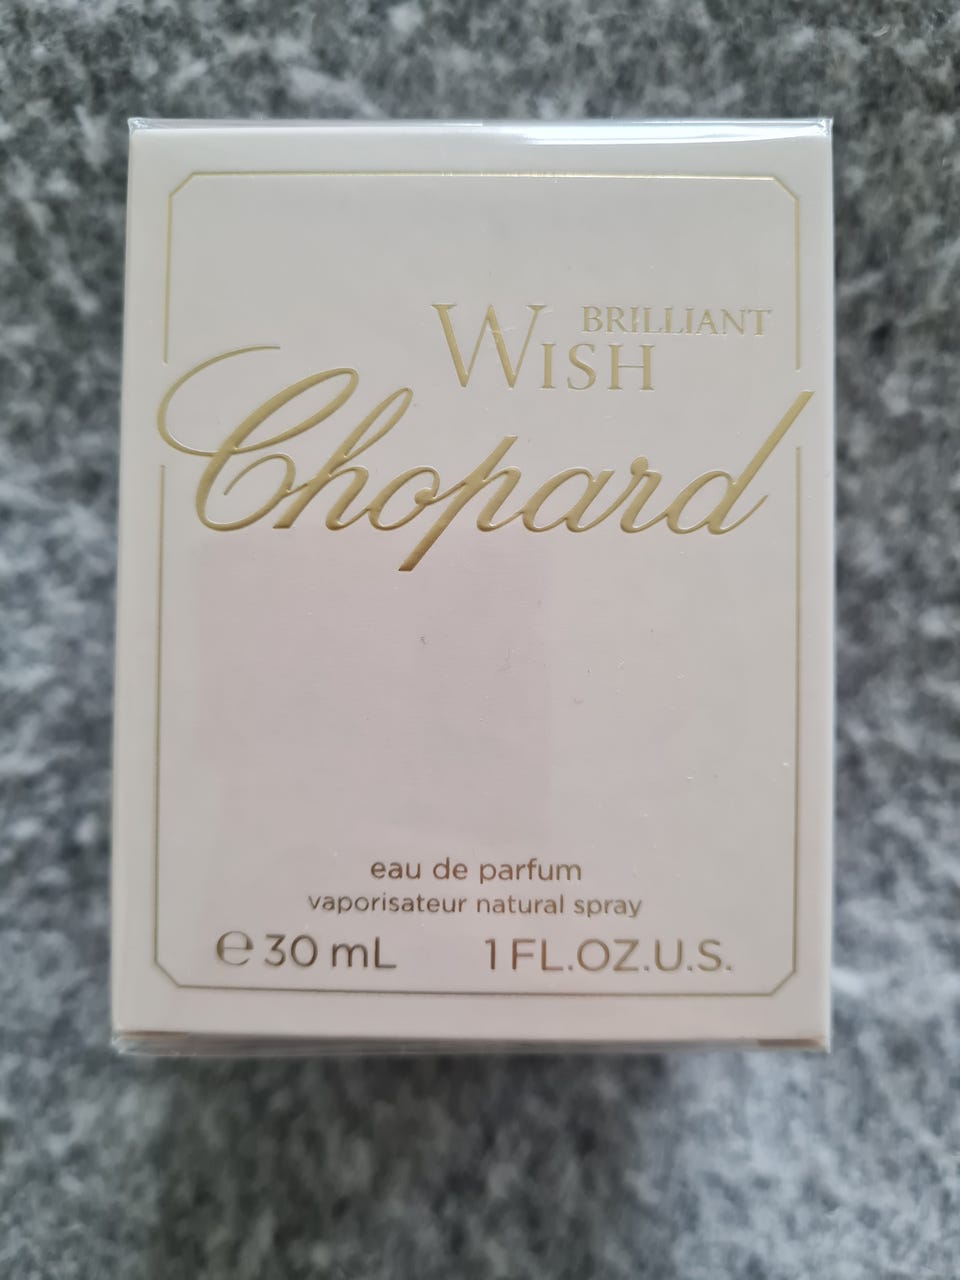 BRILLIANT
WISH
Chopard
eau de parfum
vaporisateur natural spray
℮ 30 mL 1 FL.OZ.U.S.